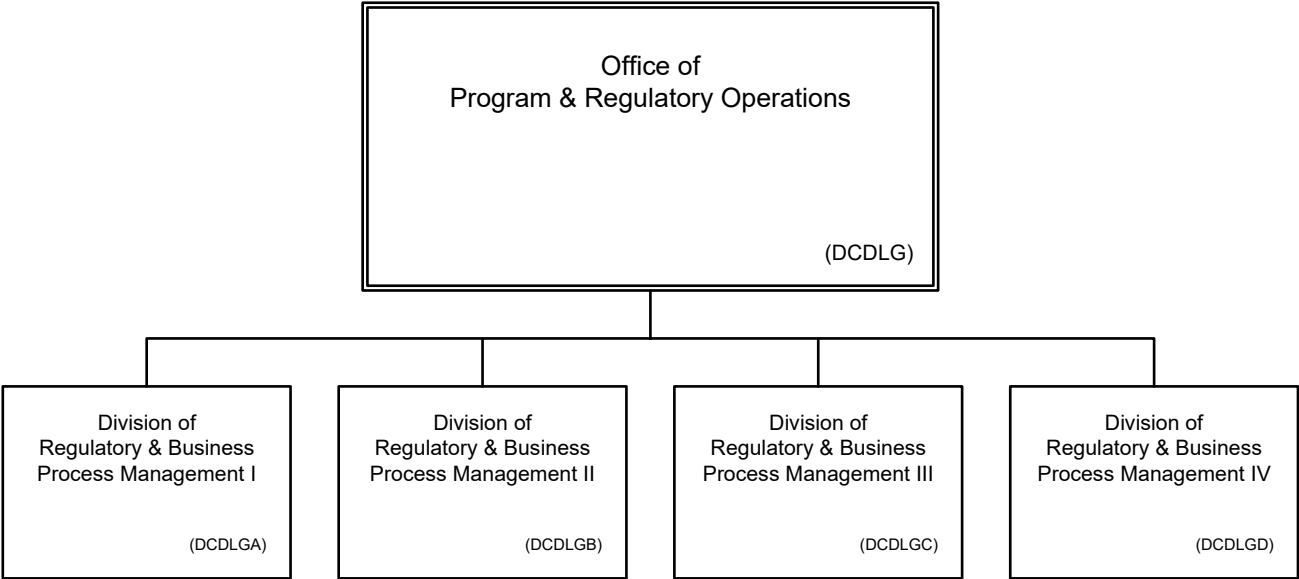 Office of
Program & Regulatory Operations
(DCDLG)
Division of
Regulatory & Business
Process Management I
(DCDLGA)
Division of
Regulatory & Business
Process Management II
(DCDLGB)
Division of
Regulatory & Business
Process Management III
(DCDLGC)
Division of
Regulatory & Business
Process Management IV
(DCDLGD)